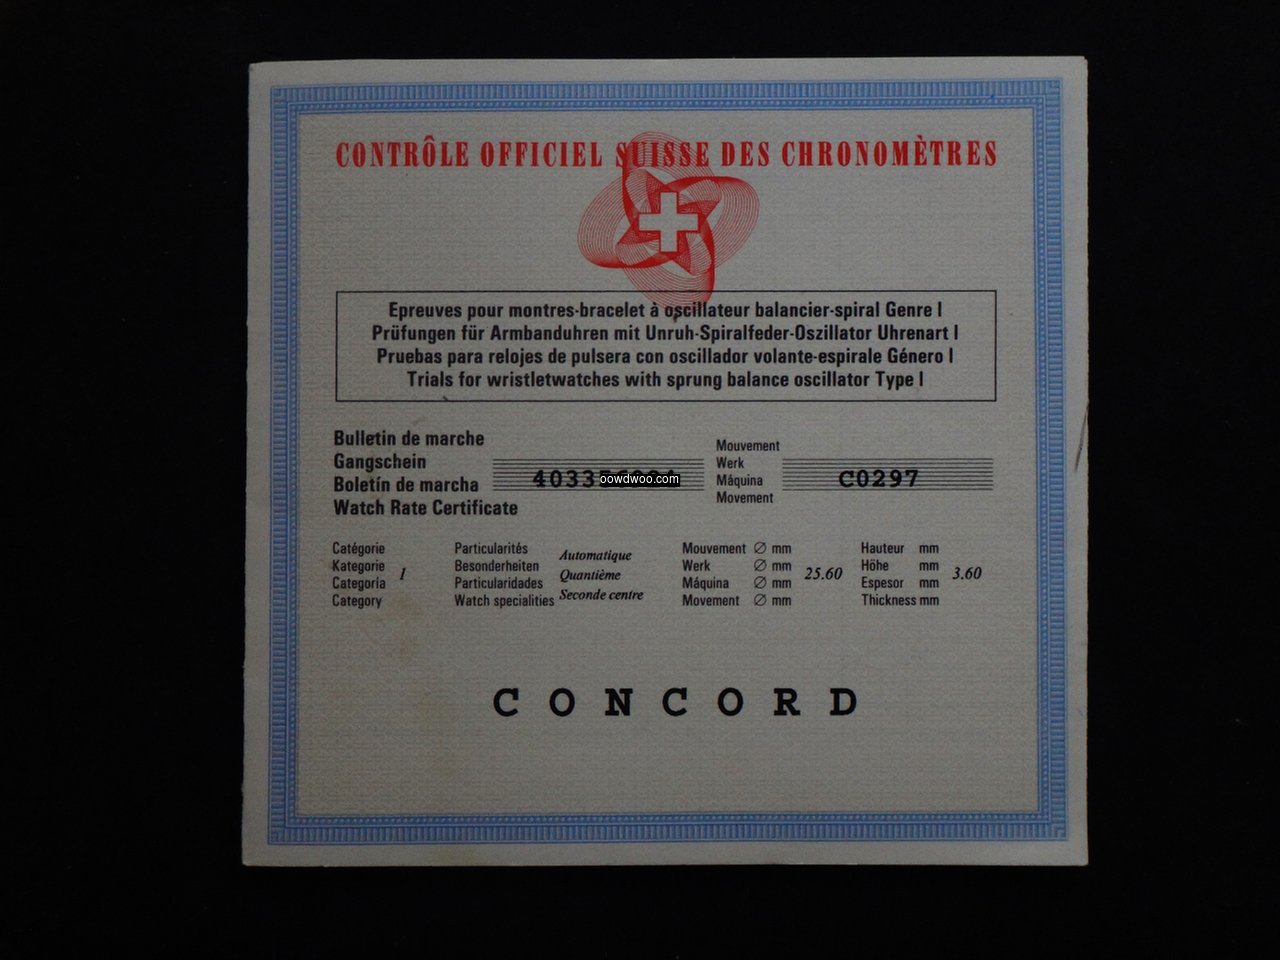 CONTRÔLE OFFICIEL SUISSE DES CHRONOMÈTRES
Epreuves pour montres-bracelet à oscillateur balancier-spiral Genre I
Prüfungen für Armbanduhren mit Unruh-Spiralfeder-Oszillator Uhrenart I
Pruebas para relojes de pulsera con oscillador volante-espirale Género I
Trials for wristletwatches with sprung balance oscillator Type I
Bulletin de marche
Gangschein
Boletín de marcha
Watch Rate Certificate
oowdwoo.com
Mouvement
Werk
Máquina
Movement
C0297
Catégorie
Kategorie
Categoría
Category
1
Particularités
Besonderheiten
Particularidades
Watch specialities
Automatique
Quantième
Seconde centre
Mouvement ∅ mm
Werk ∅ mm
Máquina ∅ mm
Movement ∅ mm
25.60
Hauteur mm
Höhe mm
Espesor mm
Thickness mm
3.60
CONCORD